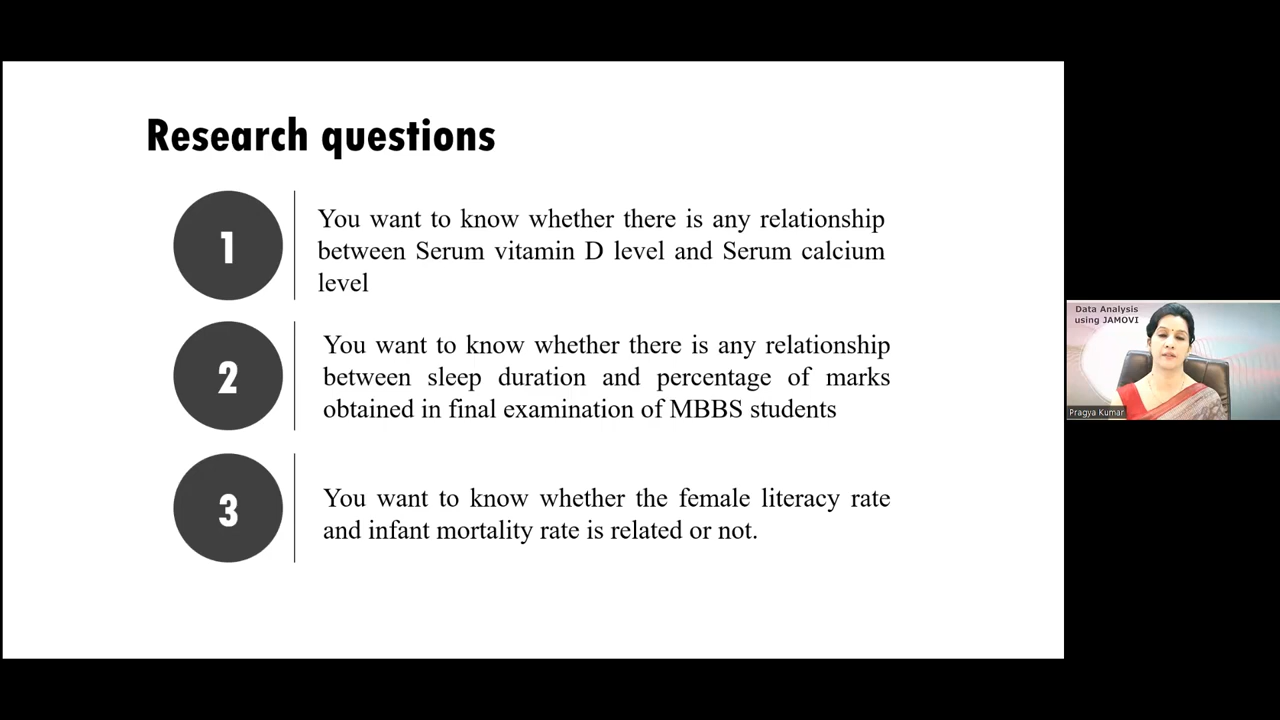 Research questions
1
You want to know whether there is any relationship
between Serum vitamin D level and Serum calcium
level
2
You want to know whether there is any relationship
between sleep duration and percentage of marks
obtained in final examination of MBBS students
3
You want to know whether the female literacy rate
and infant mortality rate is related or not.
Data Analysis
using JAMOVI
Pragya Kumar